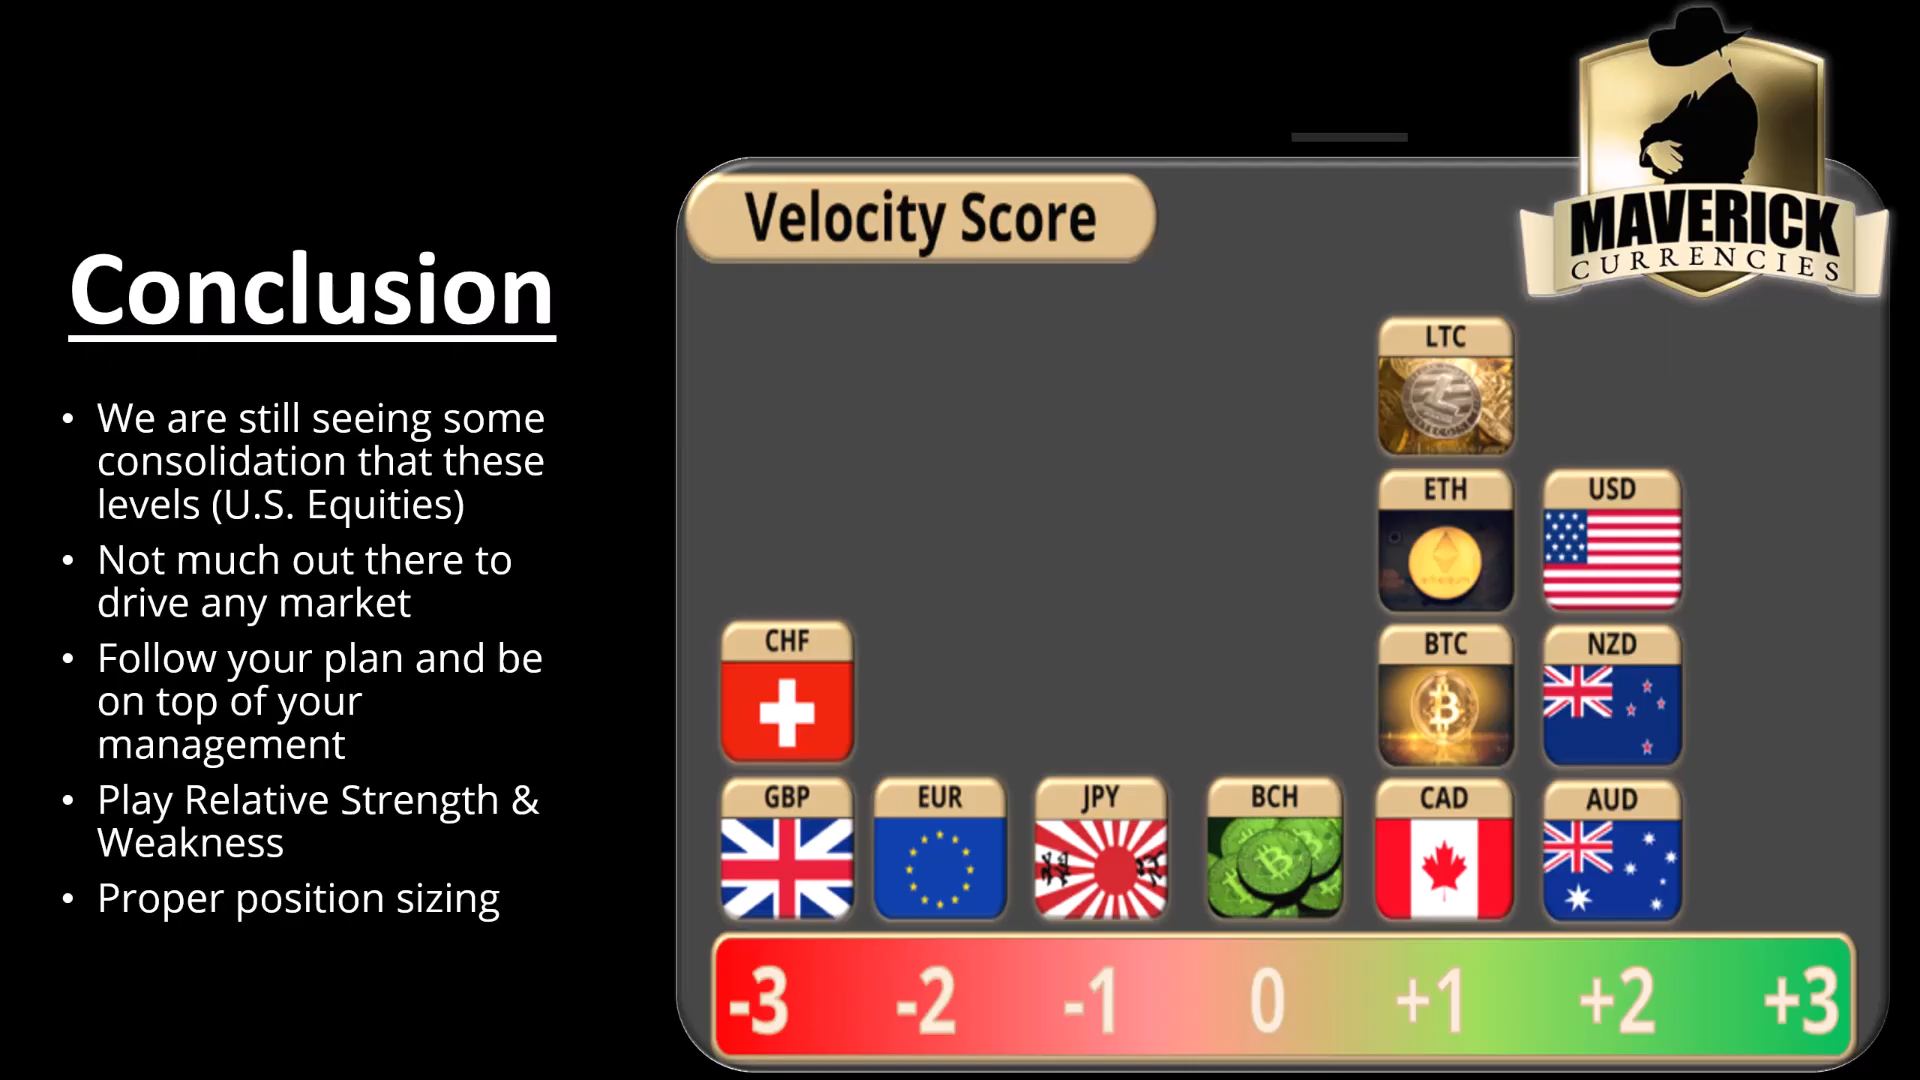 MAVERICK
CURRENCIES
Velocity Score
Conclusion
• We are still seeing some
consolidation that these
levels (U.S. Equities)
• Not much out there to
drive any market
• Follow your plan and be
on top of your
management
• Play Relative Strength &
Weakness
• Proper position sizing
LTC
ETH USD
CHF BTC NZD
GBP EUR JPY BCH CAD AUD
-3 -2 -1 0 +1 +2 +3